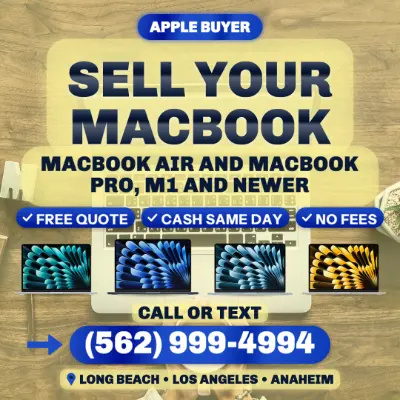 APPLE BUYER
SELL YOUR
MACBOOK
MACBOOK AIR AND MACBOOK
PRO, M1 AND NEWER
✓ FREE QUOTE ✓ CASH SAME DAY ✓ NO FEES
CALL OR TEXT
(562) 999-4994
LONG BEACH • LOS ANGELES • ANAHEIM